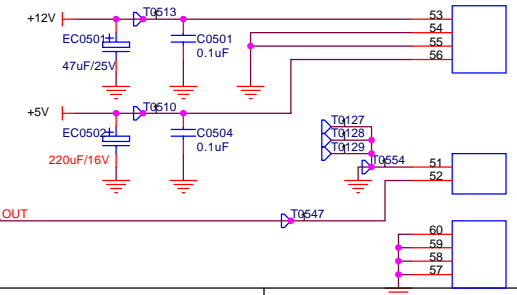 +12V
T0513
53
54
55
56
EC0501
+
C0501
0.1uF
47uF/25V
+5V
T0510
EC0502
+
C0504
0.1uF
220uF/16V
T0127
T0128
T0129
T0554
51
52
OUT
T0547
60
59
58
57